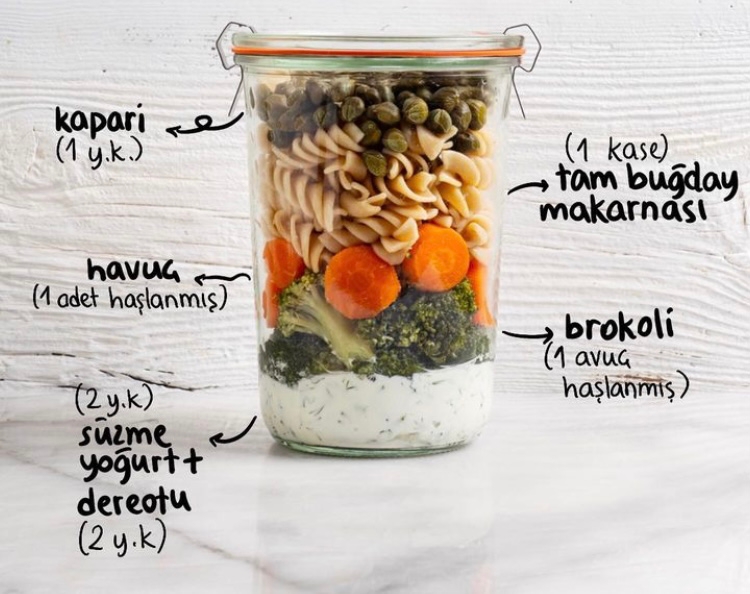 kapari
(1 y.k.)
(1 kase)
tam buğday
makarnası
havuç
(1 adet haşlanmış)
brokoli
(1 avuç
haşlanmış)
(2 y.k)
süzme
yoğurt+
dereotu
(2 y.k)